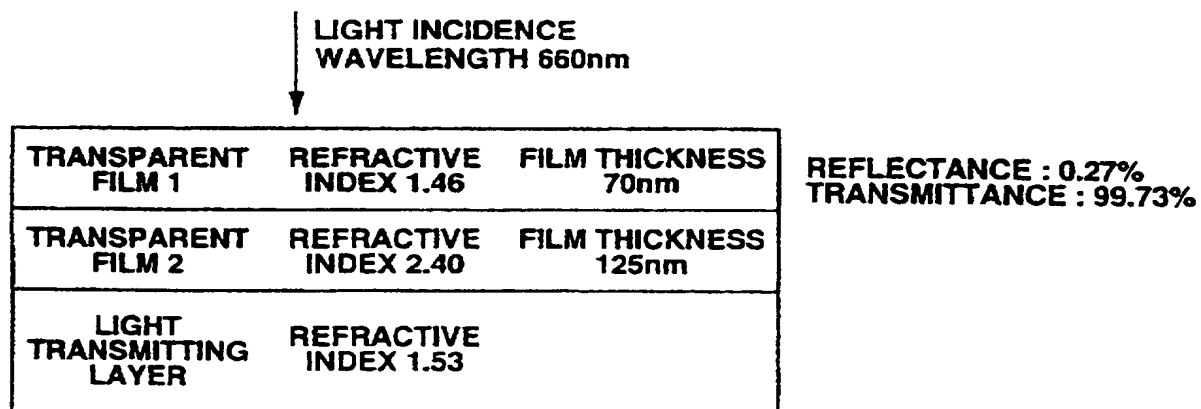 LIGHT INCIDENCE
WAVELENGTH 660nm
TRANSPARENT
FILM 1
REFRACTIVE
INDEX 1.46
FILM THICKNESS
70nm
REFLECTANCE : 0.27%
TRANSMITTANCE : 99.73%
TRANSPARENT
FILM 2
REFRACTIVE
INDEX 2.40
FILM THICKNESS
125nm
LIGHT
TRANSMITTING
LAYER
REFRACTIVE
INDEX 1.53